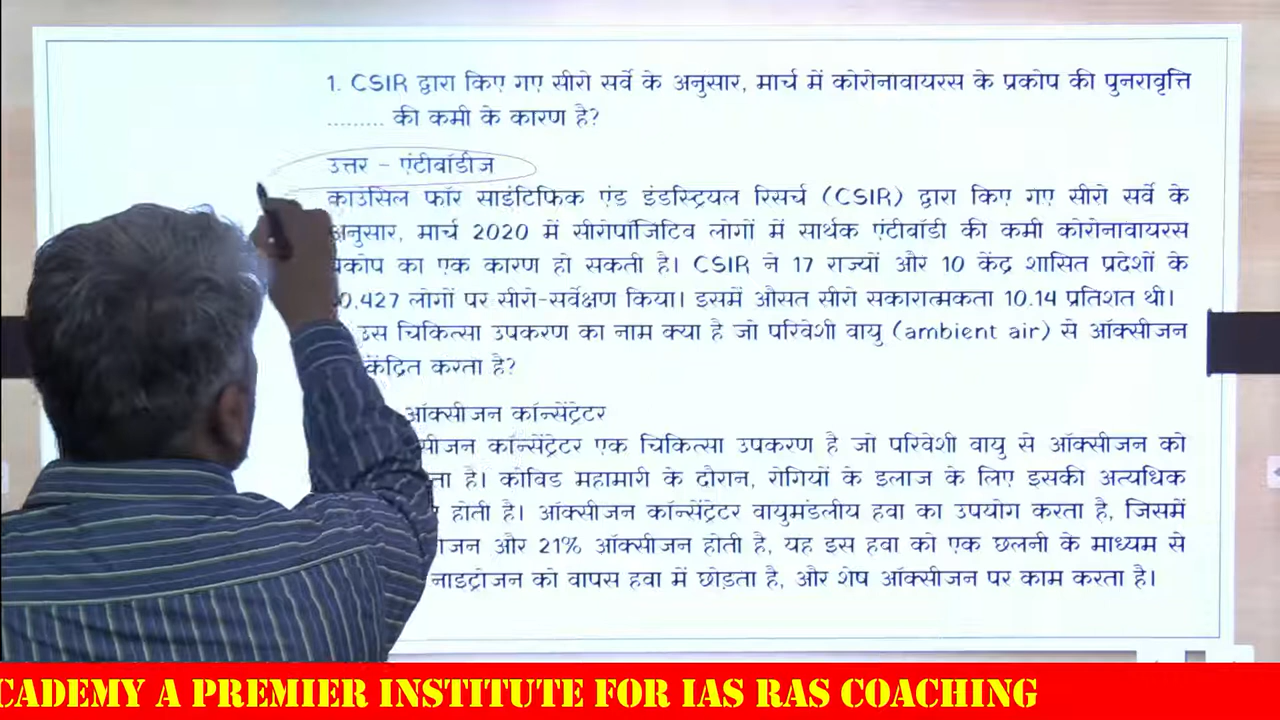 1. CSIR द्वारा किए गए सीरो सर्वे के अनुसार, मार्च में कोरोनावायरस के प्रकोप की पुनरावृत्ति
......... की कमी के कारण है?
उत्तर – एंटीबॉडीज
काउंसिल फॉर साइंटिफिक एंड इंडस्ट्रियल रिसर्च (CSIR) द्वारा किए गए सीरो सर्वे के
अनुसार, मार्च 2020 में सीरोपॉजिटिव लोगों में सार्थक एंटीबॉडी की कमी कोरोनावायरस
का एक कारण हो सकती है। CSIR ने 17 राज्यों और 10 केंद्र शासित प्रदेशों के
0,427 लोगों पर सीरो-सर्वेक्षण किया। इसमें औसत सीरो सकारात्मकता 10.14 प्रतिशत थी।
उस चिकित्सा उपकरण का नाम क्या है जो परिवेशी वायु (ambient air) से ऑक्सीजन
केंद्रित करता है?
ऑक्सीजन कॉन्सेंट्रेटर
सीजन कॉन्सेंट्रेटर एक चिकित्सा उपकरण है जो परिवेशी वायु से ऑक्सीजन को
ता है। कोविड महामारी के दौरान, रोगियों के इलाज के लिए इसकी अत्यधिक
होती है। ऑक्सीजन कॉन्सेंट्रेटर वायुमंडलीय हवा का उपयोग करता है, जिसमें
जन और 21% ऑक्सीजन होती है, यह इस हवा को एक छलनी के माध्यम से
नाइट्रोजन को वापस हवा में छोड़ता है, और शेष ऑक्सीजन पर काम करता है।
CADEMY A PREMIER INSTITUTE FOR IAS RAS COACHING